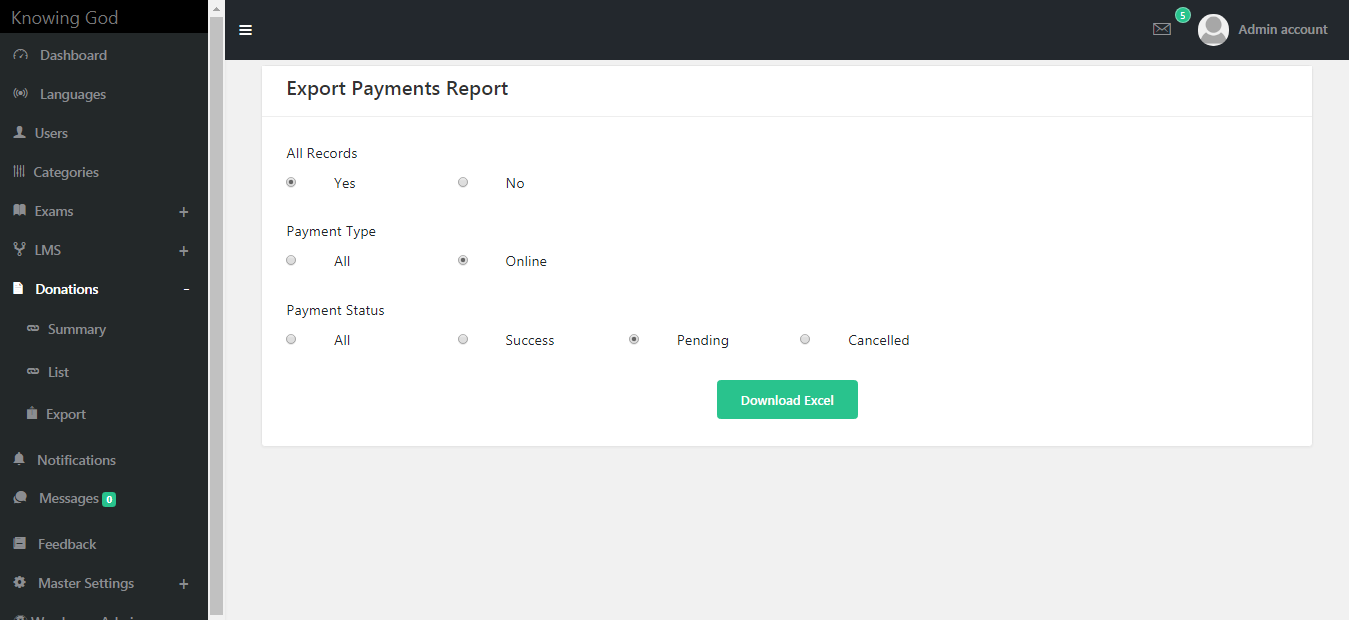 Knowing God
5
Admin account
Dashboard
Languages
Users
Categories
Exams +
LMS +
Donations -
Summary
List
Export
Notifications
Messages 0
Feedback
Master Settings +
Export Payments Report
All Records
Yes No
Payment Type
All Online
Payment Status
All Success Pending Cancelled
Download Excel